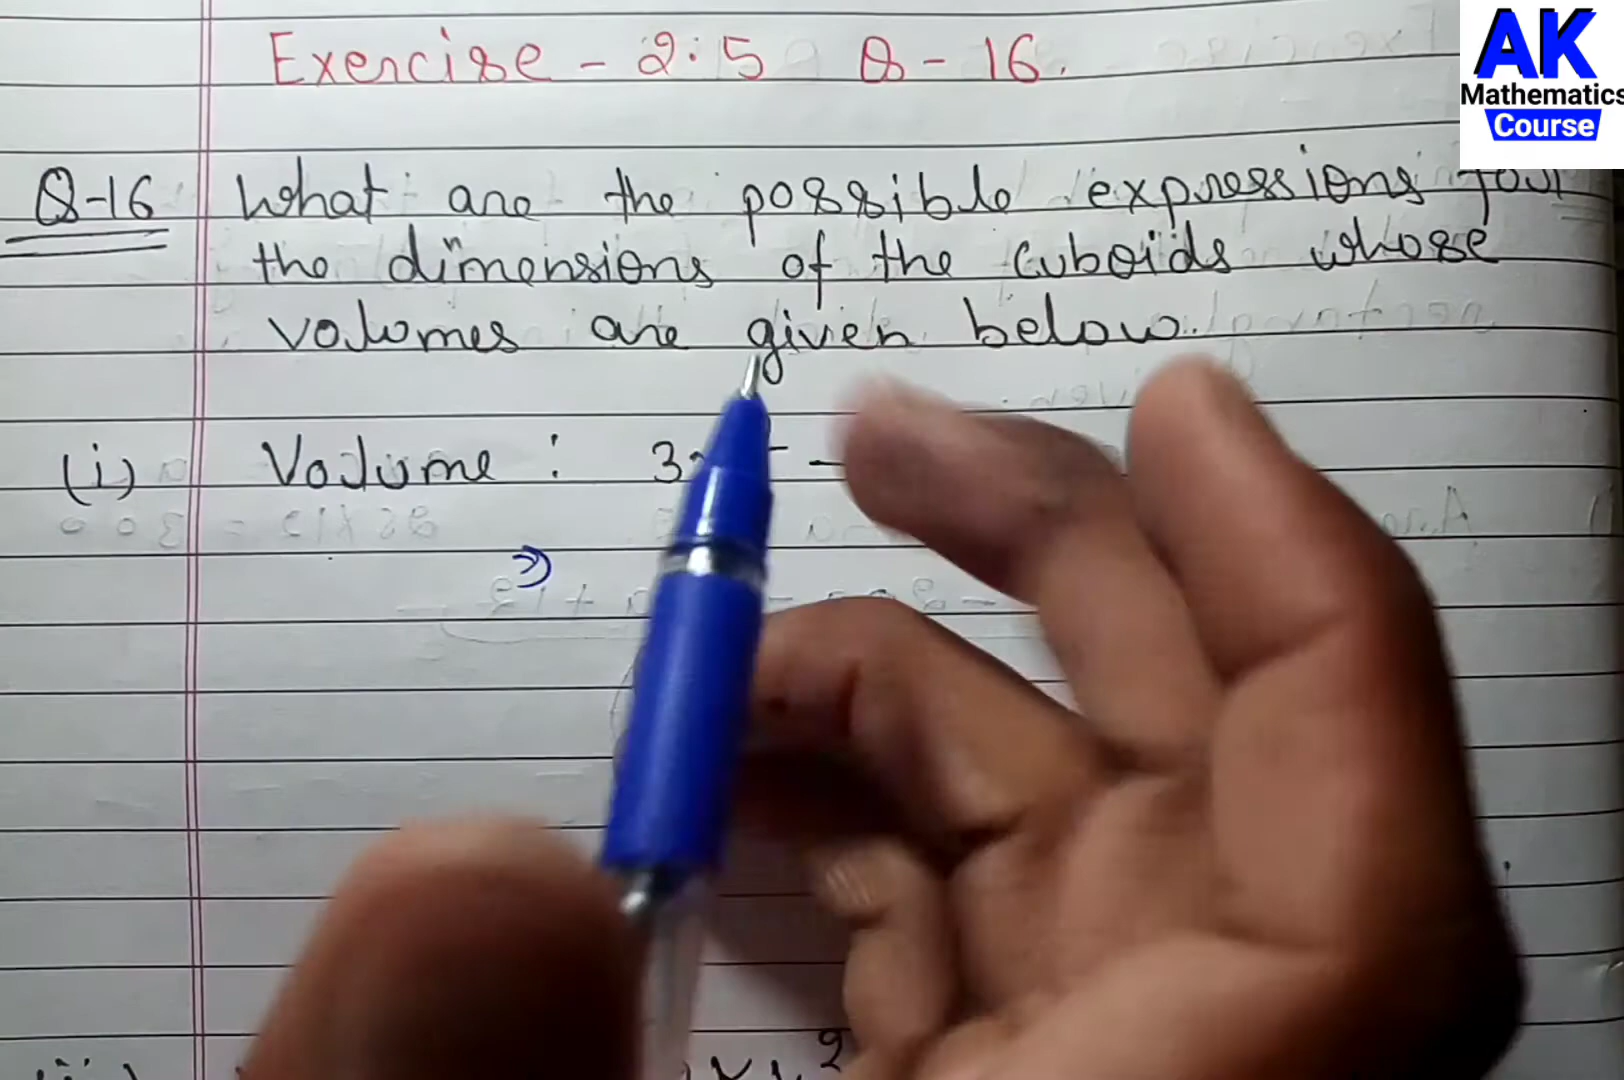 Exercise - 2.5 Q - 16.
AK
Mathematics
Course
Q-16 What are the possible expressions for
the dimensions of the cuboids whose
volumes are given below.
(i) Volume : 3